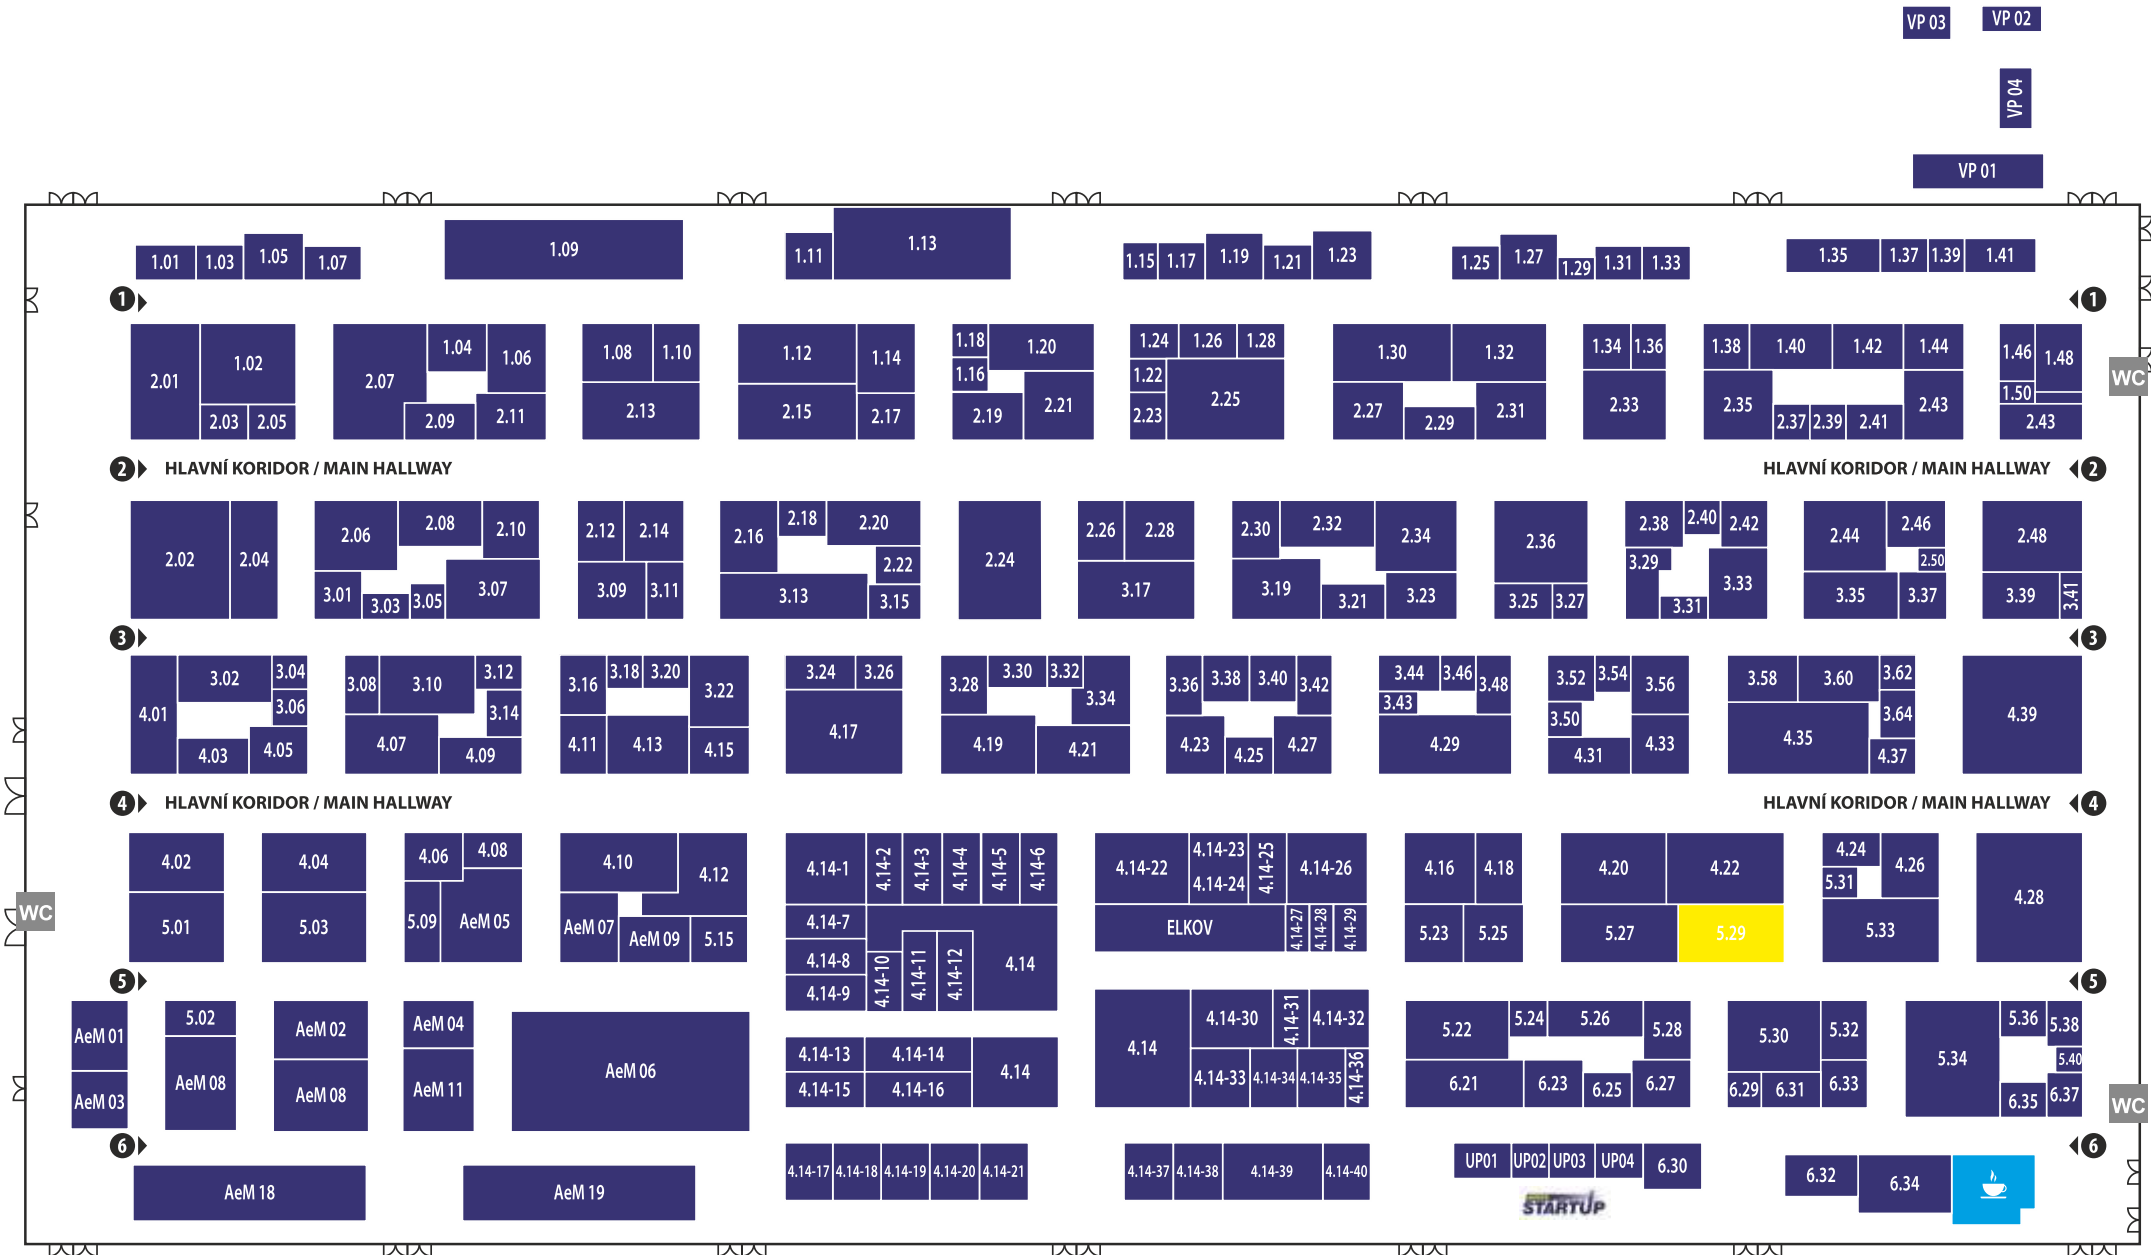 VP 03 VP 02
VP 04
VP 01
1.01 1.03 1.05 1.07 1.09 1.11 1.13 1.15 1.17 1.19 1.21 1.23 1.25 1.27 1.29 1.31 1.33 1.35 1.37 1.39 1.41
1 1
2.01 1.02 2.07 1.04 1.06 1.08 1.10 1.12 1.14 1.18 1.20 1.24 1.26 1.28 1.30 1.32 1.34 1.36 1.38 1.40 1.42 1.44 1.46 1.48
WC
1.16 1.22 1.50
2.03 2.05 2.09 2.11 2.13 2.15 2.17 2.19 2.21 2.23 2.25 2.27 2.29 2.31 2.33 2.35 2.37 2.39 2.41 2.43 2.43
2 HLAVNÍ KORIDOR / MAIN HALLWAY HLAVNÍ KORIDOR / MAIN HALLWAY 2
2.02 2.04 2.06 2.08 2.10 2.12 2.14 2.16 2.18 2.20 2.22 2.24 2.26 2.28 2.30 2.32 2.34 2.36 2.38 2.40 2.42 2.44 2.46 2.50 2.48
3.01 3.03 3.05 3.07 3.09 3.11 3.13 3.15 3.17 3.19 3.21 3.23 3.25 3.27 3.29 3.31 3.33 3.35 3.37 3.39 3.41
3 3
4.01 3.02 3.04 3.06 3.08 3.10 3.12 3.14 3.16 3.18 3.20 3.22 3.24 3.26 3.28 3.30 3.32 3.34 3.36 3.38 3.40 3.42 3.44 3.46 3.48 3.43 3.52 3.54 3.56 3.50 3.58 3.60 3.62 3.64 4.39
4.03 4.05 4.07 4.09 4.11 4.13 4.15 4.17 4.19 4.21 4.23 4.25 4.27 4.29 4.31 4.33 4.35 4.37
4 HLAVNÍ KORIDOR / MAIN HALLWAY HLAVNÍ KORIDOR / MAIN HALLWAY 4
4.02 4.04 4.06 4.08 4.10 4.12 4.14-1 4.14-2 4.14-3 4.14-4 4.14-5 4.14-6 4.14-22 4.14-23 4.14-24 4.14-25 4.14-26 4.16 4.18 4.20 4.22 4.24 4.26 4.28
WC
5.01 5.03 5.09 AeM 05 AeM 07 AeM 09 5.15 4.14-7 ELKOV 4.14-27 4.14-28 4.14-29 5.23 5.25 5.27 5.29 5.31 5.33
4.14-8 4.14-9 4.14-10 4.14-11 4.14-12 4.14
5 5
AeM 01 5.02 AeM 02 AeM 04 4.14 4.14-30 4.14-31 4.14-32 5.22 5.24 5.26 5.28 5.30 5.32 5.34 5.36 5.38
AeM 03 AeM 08 AeM 08 AeM 11 AeM 06 4.14-13 4.14-14 4.14 4.14-33 4.14-34 4.14-35 4.14-36 5.40
4.14-15 4.14-16 6.21 6.23 6.25 6.27 6.29 6.31 6.33 6.35 6.37
WC
6 6
AeM 18 AeM 19 4.14-17 4.14-18 4.14-19 4.14-20 4.14-21 4.14-37 4.14-38 4.14-39 4.14-40 UP01 UP02 UP03 UP04 6.30 6.32 6.34
STARTUP